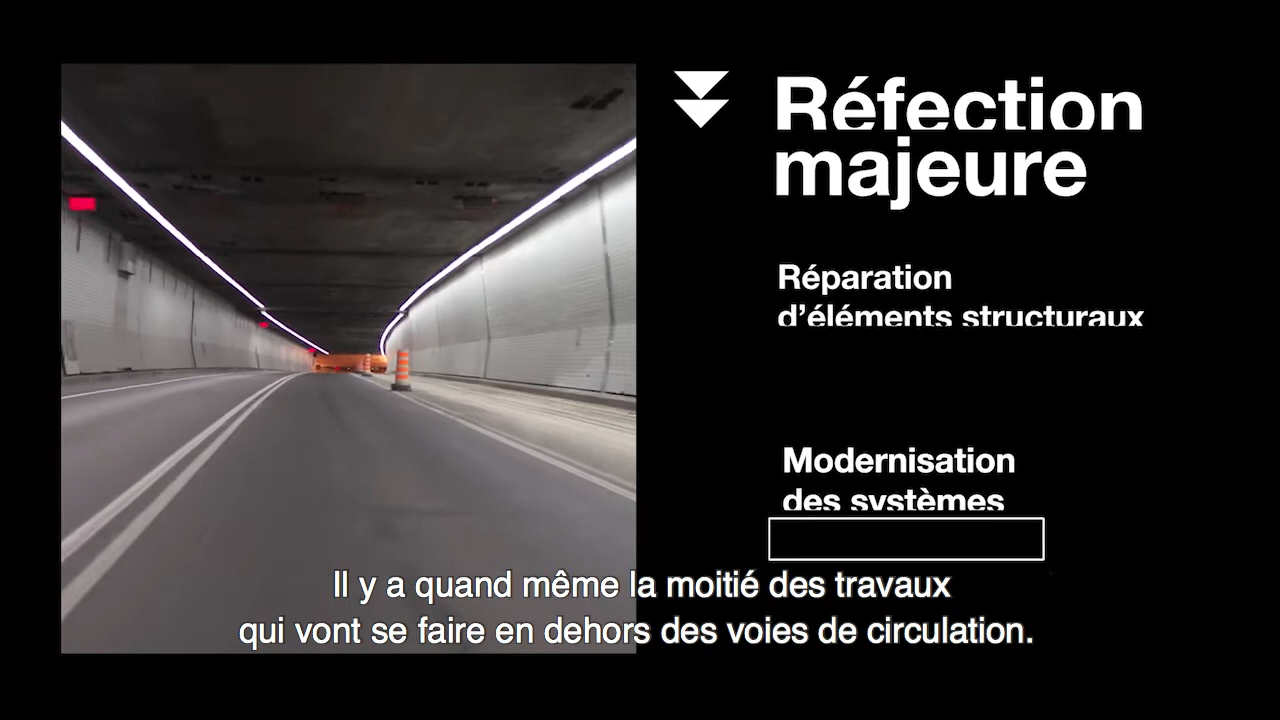 Réfection
majeure
Réparation
d’éléments structuraux
Modernisation
des systèmes
Il y a quand même la moitié des travaux
qui vont se faire en dehors des voies de circulation.